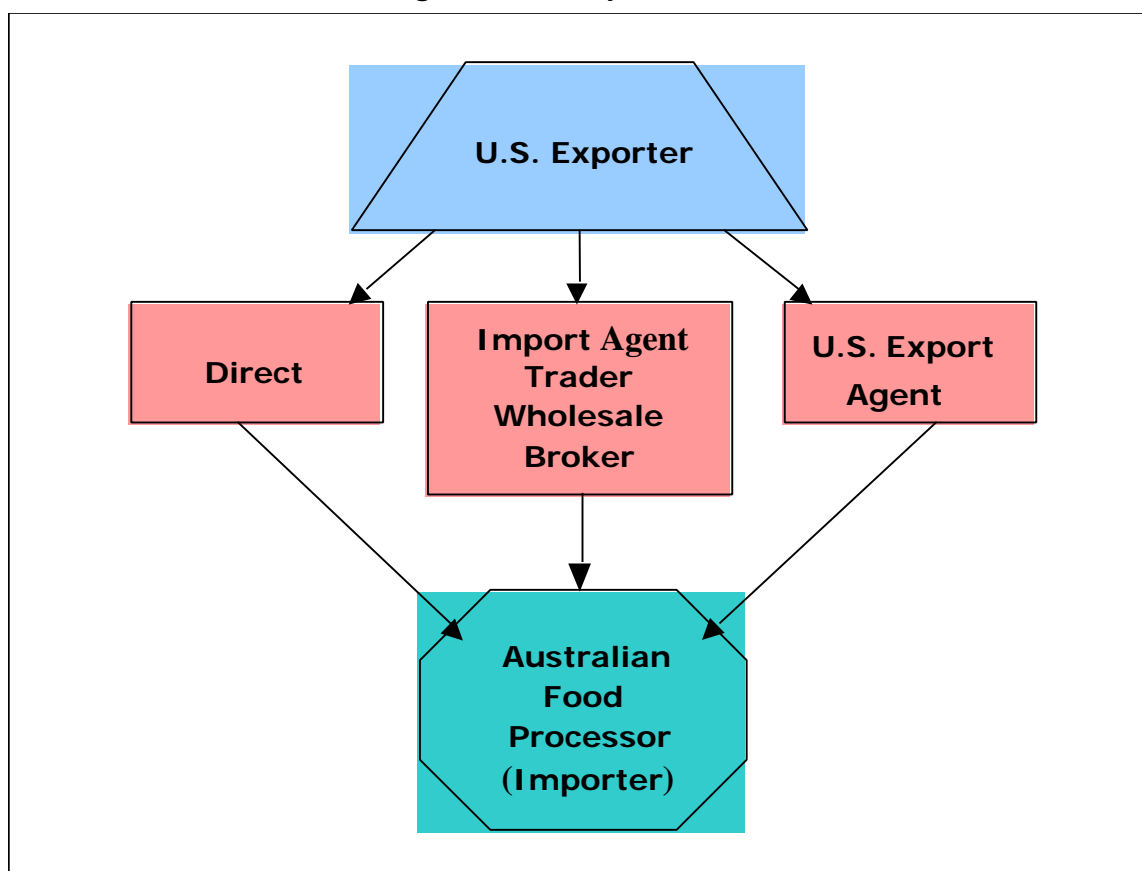 U.S. Exporter
Direct
Import Agent
Trader
Wholesale
Broker
U.S. Export
Agent
Australian
Food
Processor
(Importer)